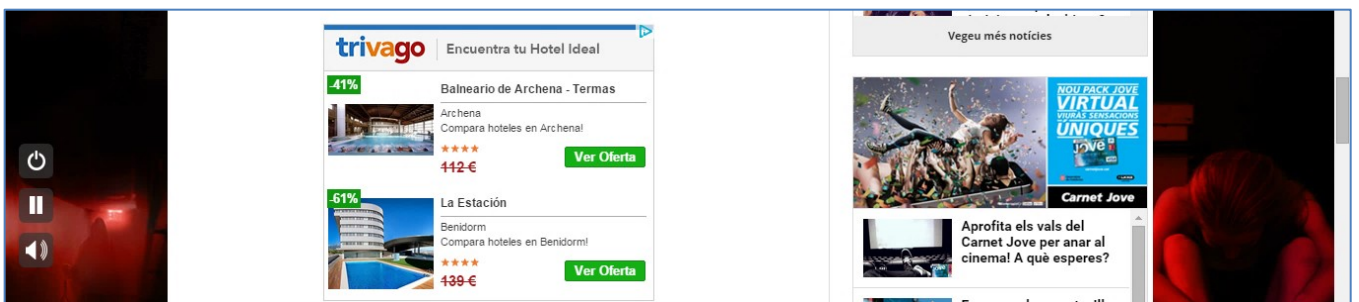 trivago Encuentra tu Hotel Ideal
-41%
Balneario de Archena - Termas
Archena
Compara hoteles en Archena!
112 €
Ver Oferta
-61%
La Estación
Benidorm
Compara hoteles en Benidorm!
139 €
Ver Oferta
Vegeu més notícies
NOU PACK JOVE
VIRTUAL
VIURÀS SENSACIONS
ÚNIQUES
jove
Carnet Jove
Aprofita els vals del
Carnet Jove per anar al
cinema! A què esperes?